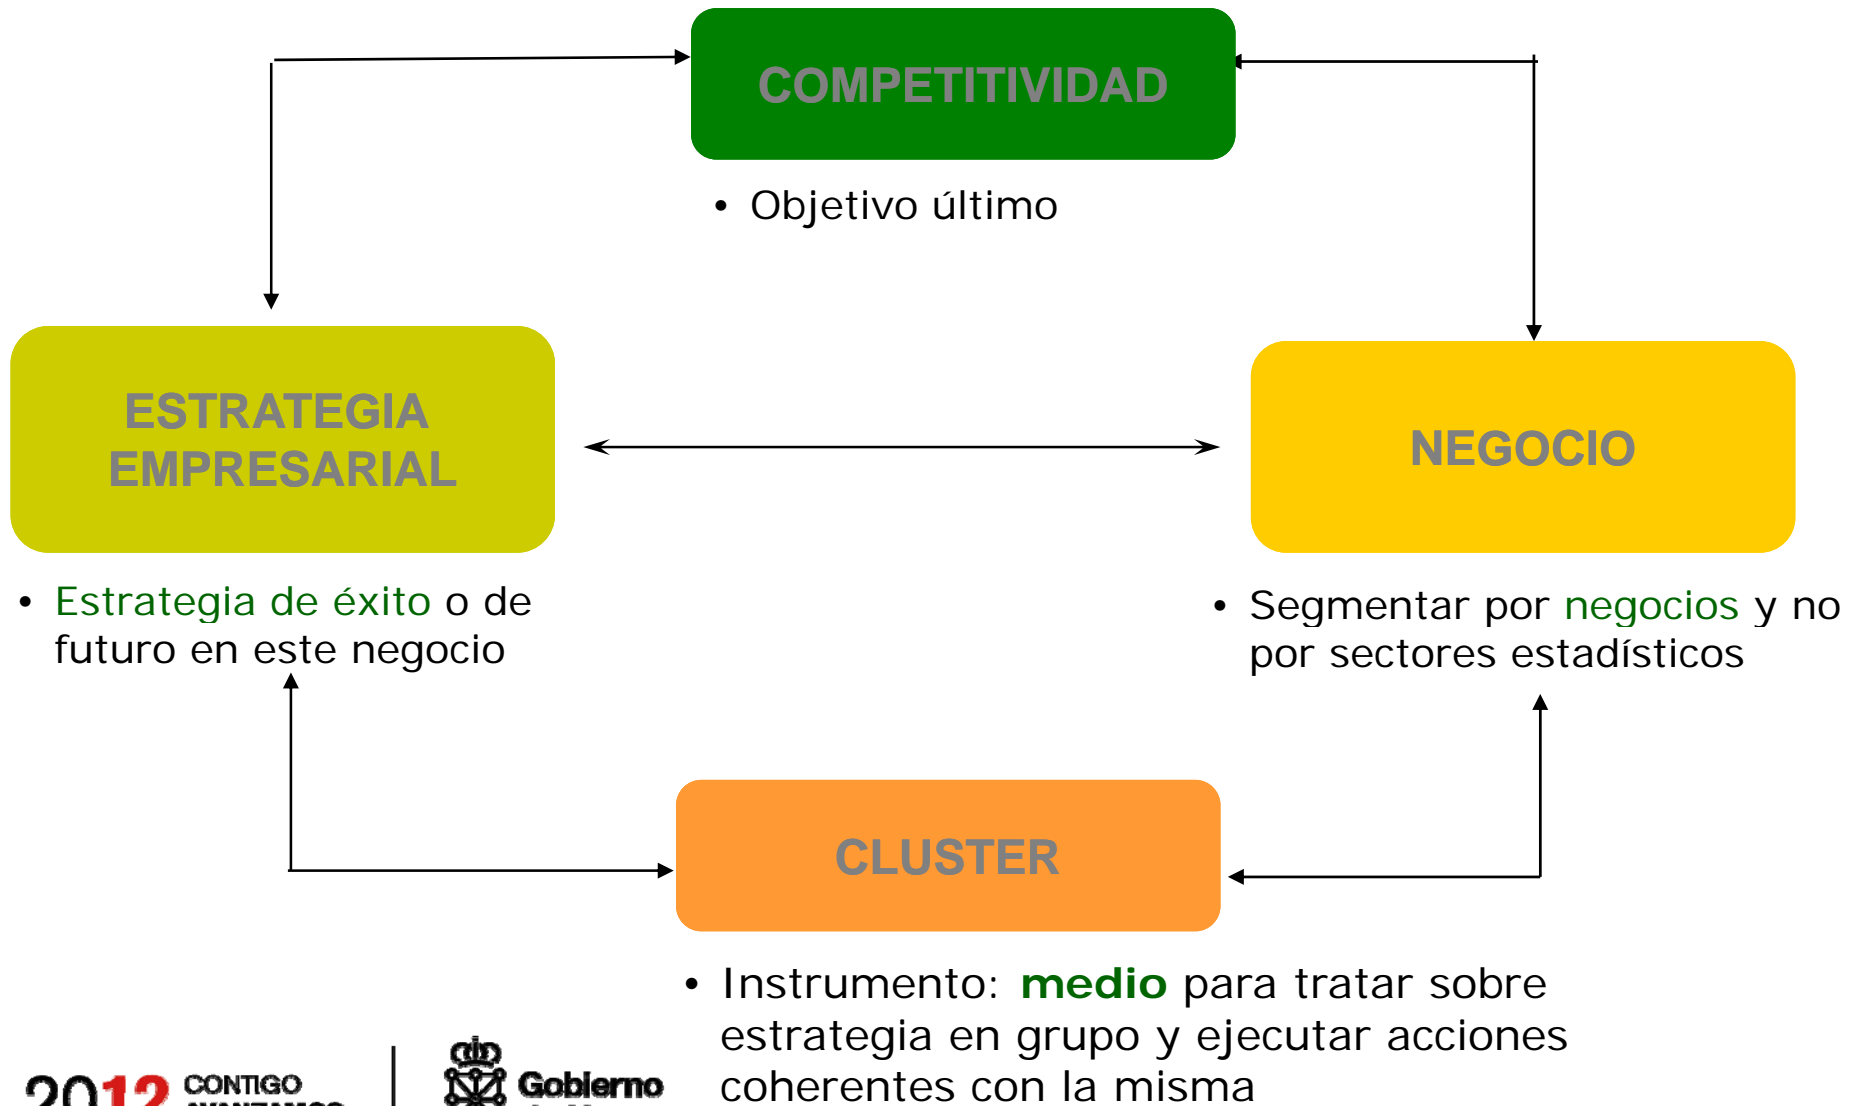 COMPETITIVIDAD
• Objetivo último
ESTRATEGIA
EMPRESARIAL
NEGOCIO
• Estrategia de éxito o de
futuro en este negocio
• Segmentar por negocios y no
por sectores estadísticos
CLUSTER
• Instrumento: medio para tratar sobre
estrategia en grupo y ejecutar acciones
coherentes con la misma
2012 CONTIGO
AVANZAMOS
Gobierno